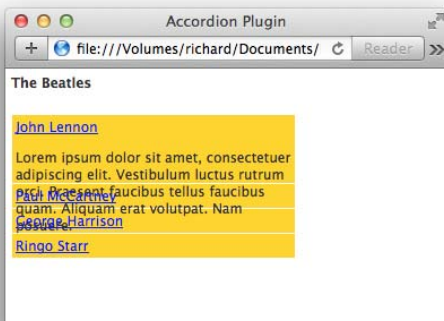 Accordion Plugin
file:///Volumes/richard/Documents/
Reader
The Beatles
John Lennon
Lorem ipsum dolor sit amet, consectetuer
adipiscing elit. Vestibulum luctus rutrum
orci. Praesent faucibus tellus faucibus
Paul McCartney
quam. Aliquam erat volutpat. Nam
George Harrison
posuere.
Ringo Starr